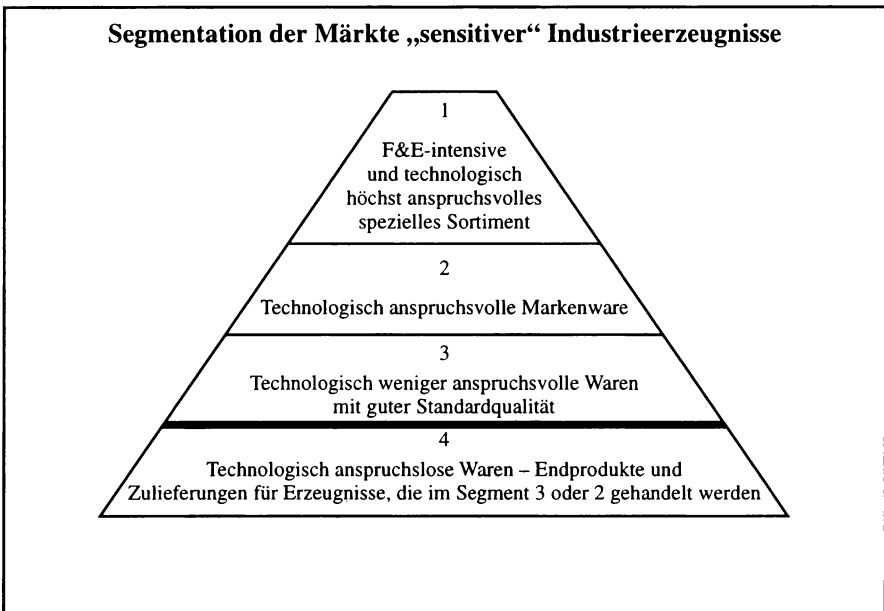 Segmentation der Märkte „sensitiver“ Industrieerzeugnisse
1
F&E-intensive
und technologisch
höchst anspruchsvolles
spezielles Sortiment
2
Technologisch anspruchsvolle Markenware
3
Technologisch weniger anspruchsvolle Waren
mit guter Standardqualität
4
Technologisch anspruchslose Waren – Endprodukte und
Zulieferungen für Erzeugnisse, die im Segment 3 oder 2 gehandelt werden